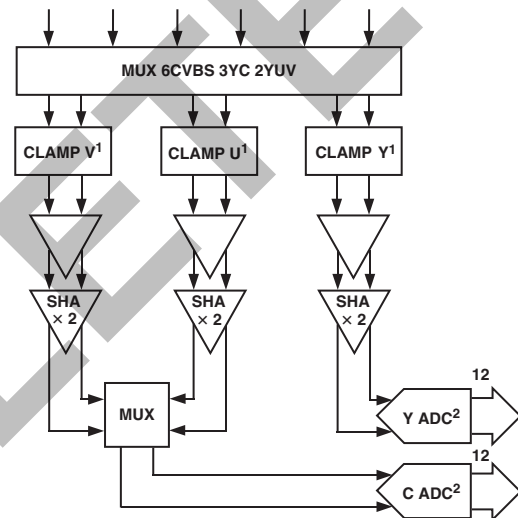 MUX 6CVBS 3YC 2YUV
CLAMP V¹
CLAMP U¹
CLAMP Y¹
SHA
× 2
SHA
× 2
SHA
× 2
MUX
12
Y ADC²
12
C ADC²